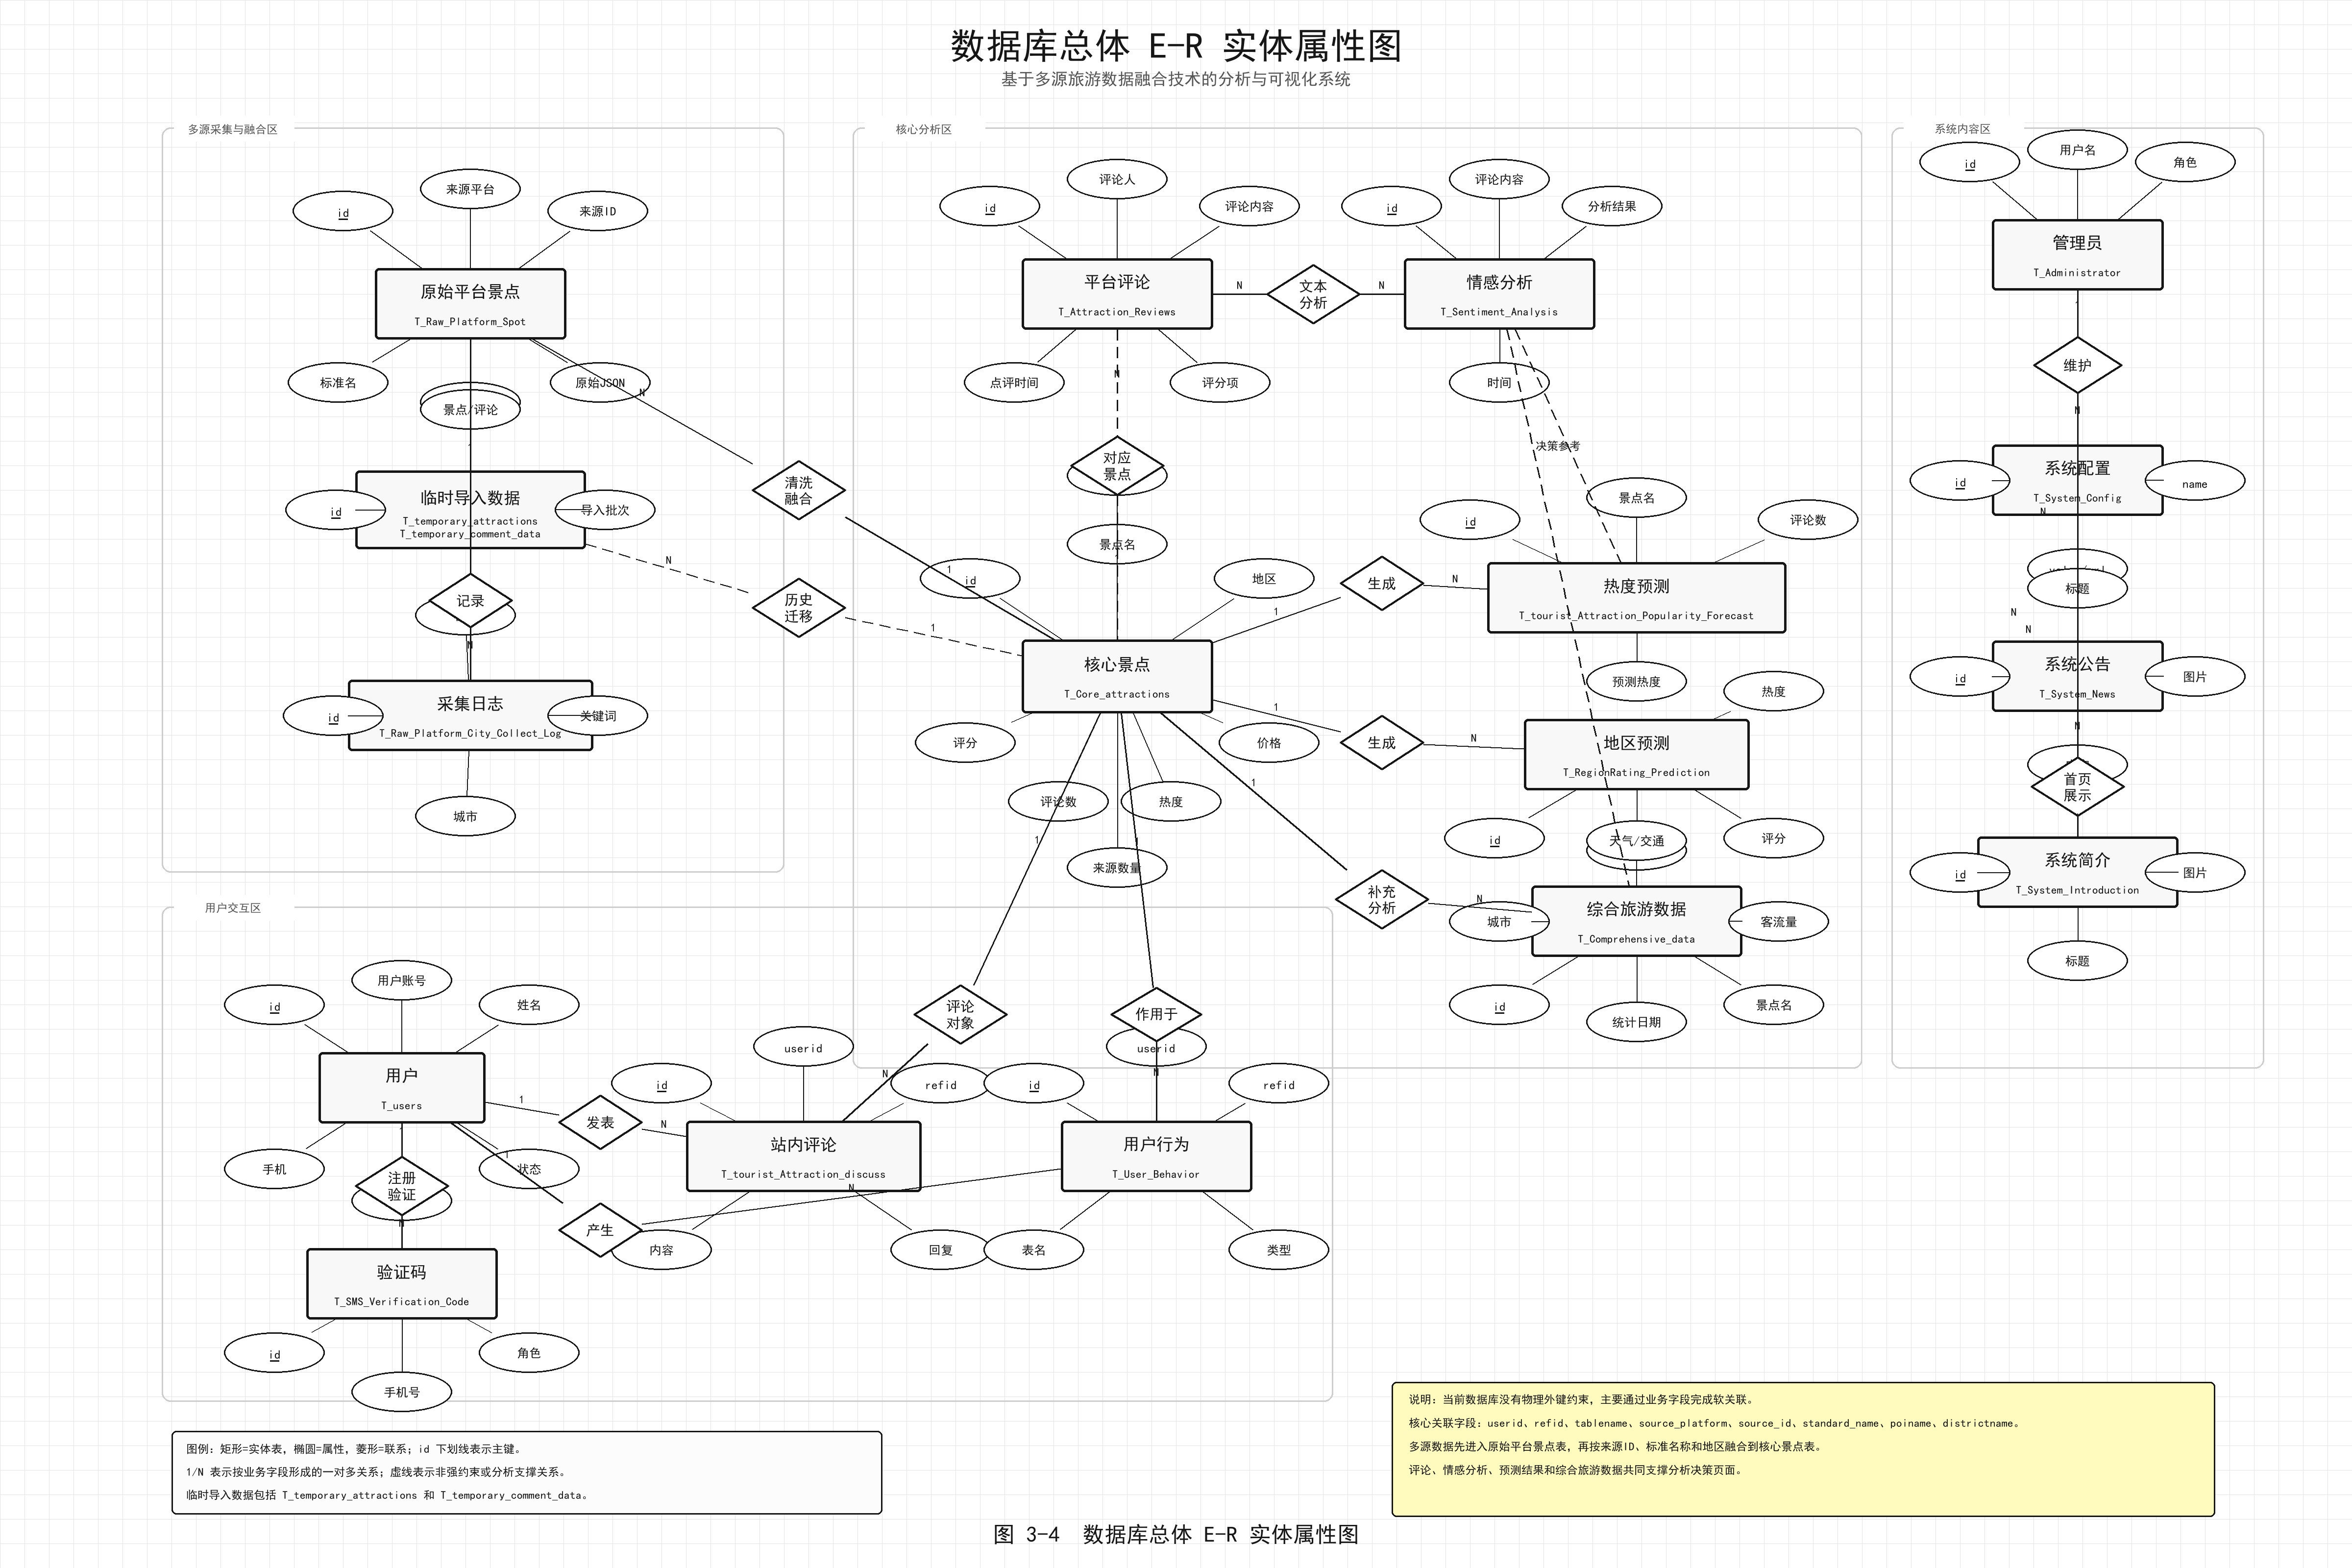 数据库总体 E-R 实体属性图
基于多源旅游数据融合技术的分析与可视化系统
多源采集与融合区
id
来源平台
来源ID
原始平台景点
T_Raw_Platform_Spot
标准名
原始JSON
N
景点/评论
临时导入数据
T_temporary_attractions
T_temporary_comment_data
id
导入批次
记录
N
采集日志
T_Raw_Platform_City_Collect_Log
id
关键词
城市
清洗
融合
1
N
历史
迁移
1
核心分析区
id
评论人
评论内容
平台评论
T_Attraction_Reviews
点评时间
评分项
N
文本
分析
N
id
评论内容
分析结果
情感分析
T_Sentiment_Analysis
时间
决策参考
N
对应
景点
景点名
id
地区
核心景点
T_Core_attractions
评分
价格
评论数
热度
来源数量
1
生成
N
id
景点名
评论数
热度预测
T_tourist_Attraction_Popularity_Forecast
预测热度
1
生成
N
热度
地区预测
T_RegionRating_Prediction
id
评分
天气/交通
1
补充
分析
N
城市
客流量
综合旅游数据
T_Comprehensive_data
id
统计日期
景点名
系统内容区
id
用户名
角色
管理员
T_Administrator
维护
N
系统配置
T_System_Config
id
name
N
标题
N
N
系统公告
T_System_News
id
图片
N
首页
展示
系统简介
T_System_Introduction
id
图片
标题
用户交互区
id
用户账号
姓名
用户
T_users
手机
状态
注册
验证
N
验证码
T_SMS_Verification_Code
id
角色
手机号
1
发表
N
1
产生
N
1
评论
对象
N
1
作用于
N
id
userid
refid
站内评论
T_tourist_Attraction_discuss
内容
回复
id
userid
refid
用户行为
T_User_Behavior
表名
类型
图例：矩形=实体表，椭圆=属性，菱形=联系；id 下划线表示主键。
1/N 表示按业务字段形成的一对多关系；虚线表示非强约束或分析支撑关系。
临时导入数据包括 T_temporary_attractions 和 T_temporary_comment_data。
说明：当前数据库没有物理外键约束，主要通过业务字段完成软关联。
核心关联字段：userid、refid、tablename、source_platform、source_id、standard_name、poiname、districtname。
多源数据先进入原始平台景点表，再按来源ID、标准名称和地区融合到核心景点表。
评论、情感分析、预测结果和综合旅游数据共同支撑分析决策页面。
图 3-4  数据库总体 E-R 实体属性图